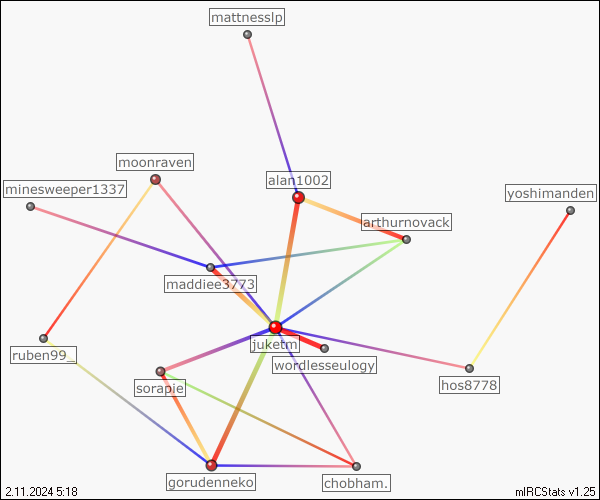 mattnesslp
moonraven
alan1002
minesweeper1337
yoshimanden
arthurnovack
maddiee3773
juketm
ruben99_
wordlesseulogy
sorapie
hos8778
gorudenneko
chobham.
2.11.2024 5:18
mIRCStats v1.25